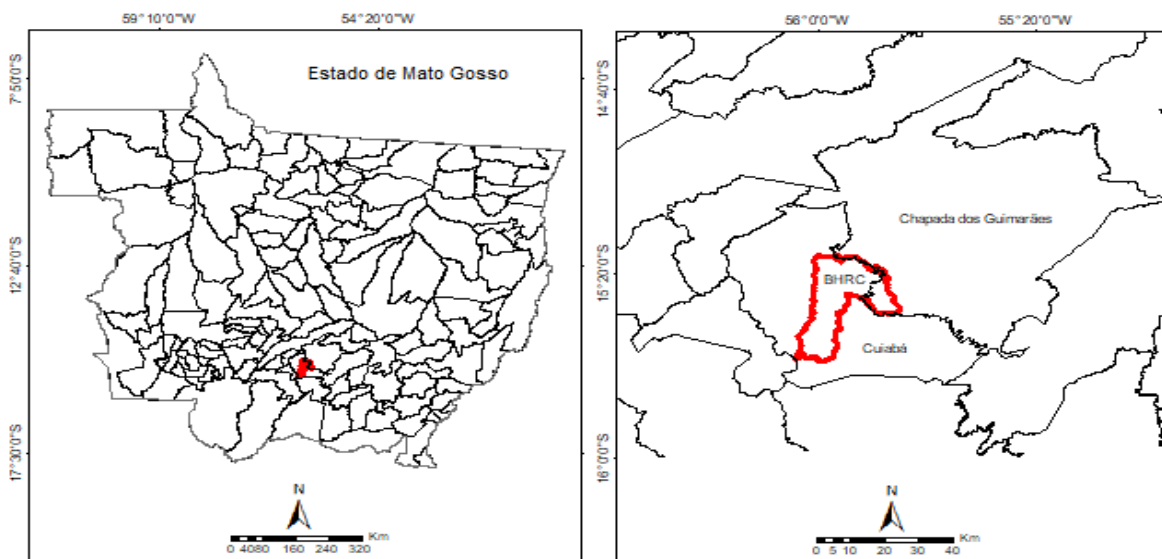 59°10'0"W 54°20'0"W
7°50'0"S
12°40'0"S
17°30'0"S
Estado de Mato Gosso
N
0 4080 160 240 320 Km
56°0'0"W 55°20'0"W
14°40'0"S
15°20'0"S
16°0'0"S
Chapada dos Guimarães
BHRC
Cuiabá
N
0 5 10 20 30 40 Km